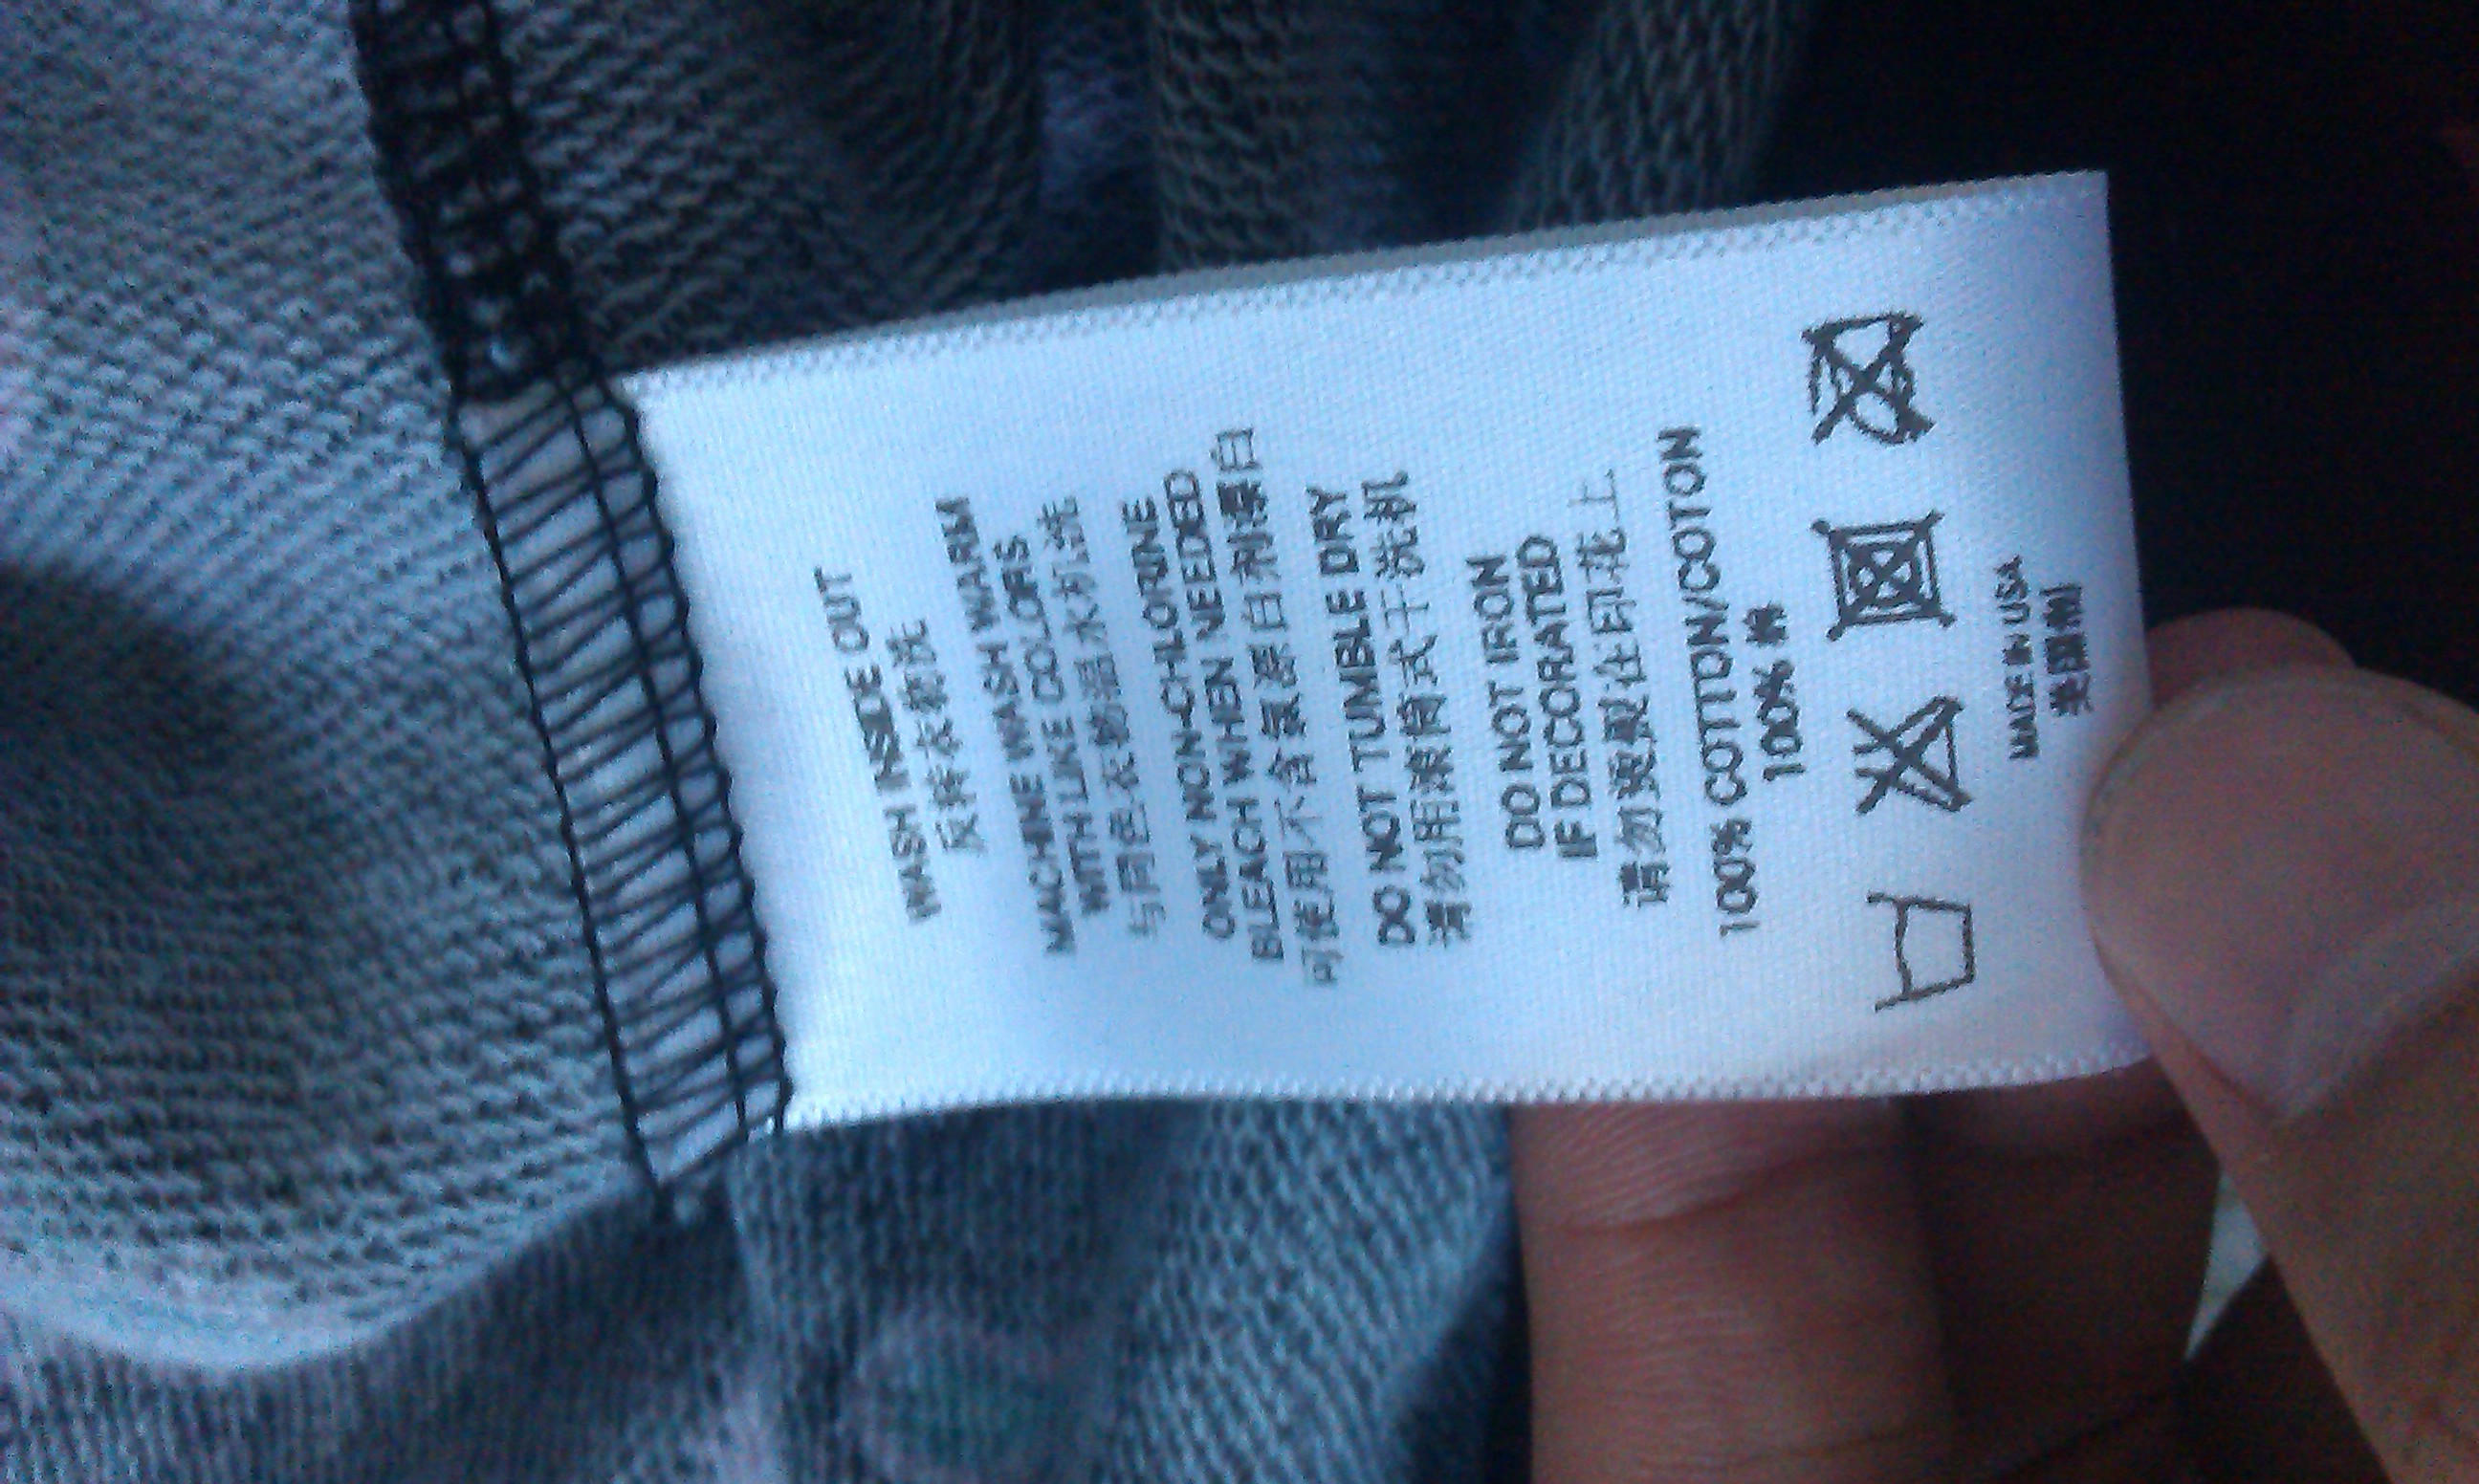 WASH INSIDE OUT
反转衣物洗
MACHINE WASH WARM
WITH LIKE COLORS
与同色衣物温水机洗
ONLY NON-CHLORINE
BLEACH WHEN NEEDED
可使用不含氯漂白剂漂白
DO NOT TUMBLE DRY
请勿用滚筒式干洗机
DO NOT IRON
IF DECORATED
请勿烫熨在印花上
100% COTTON/COTON
100% 棉
MADE IN USA
美国制